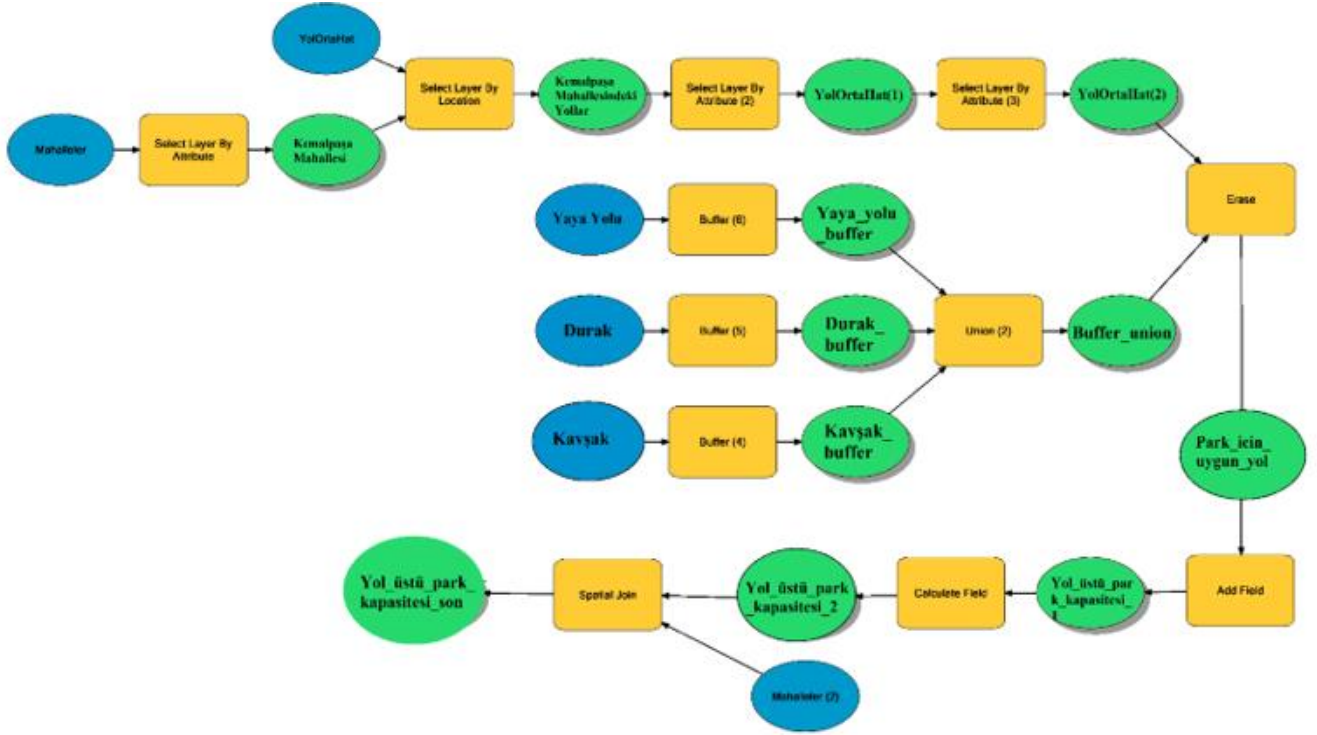 YolOrtaHat
Mahalleler
Select Layer By
Attribute
Kemalpaşa
Mahallesi
Select Layer By
Location
Kemalpaşa
Mahallesindeki
Yollar
Select Layer By
Attribute (2)
YolOrtaHat(1)
Select Layer By
Attribute (3)
YolOrtaHat(2)
Erase
Yaya Yolu
Buffer (6)
Yaya_yolu
_buffer
Durak
Buffer (5)
Durak_
buffer
Union (2)
Buffer_union
Kavşak
Buffer (4)
Kavşak_
buffer
Park_icin_
uygun_yol
Add Field
Yol_üstü_par
k_kapasitesi_
1
Calculate Field
Yol_üstü_park
_kapasitesi_2
Spatial Join
Yol_üstü_park_
kapasitesi_son
Mahalleler (2)